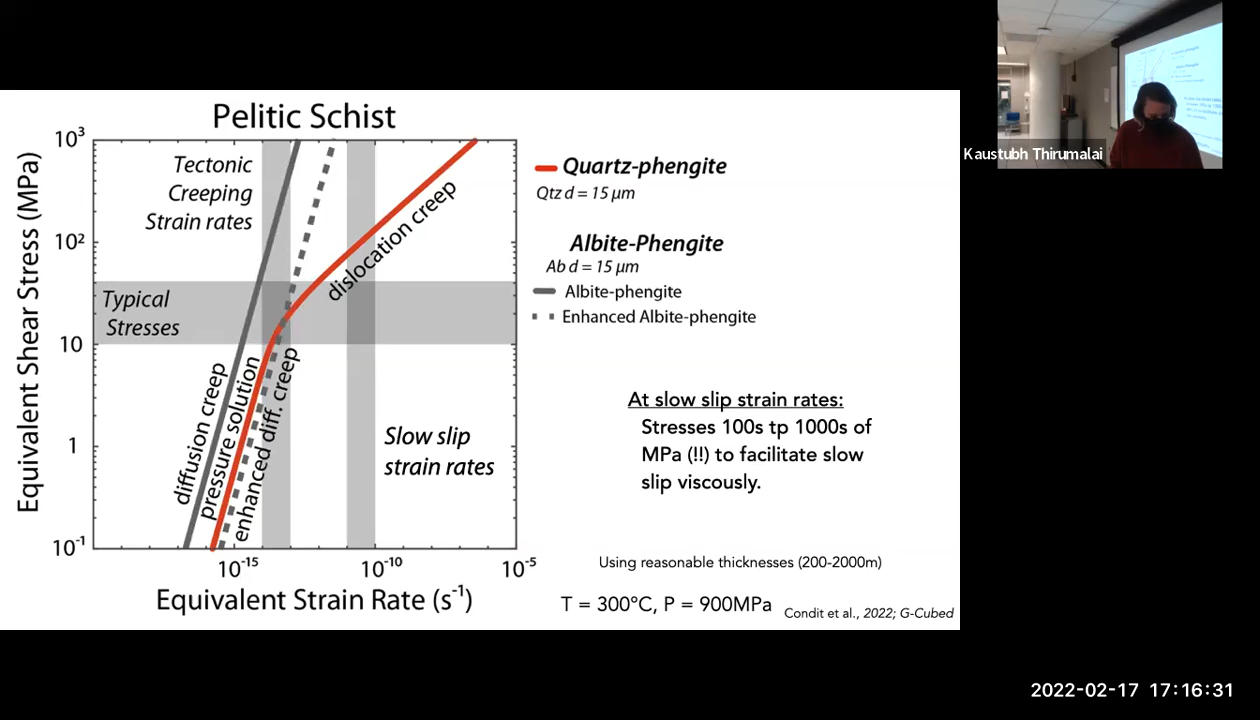 Pelitic Schist
Equivalent Shear Stress (MPa)
10³
10²
10
1
10⁻¹
Tectonic
Creeping
Strain rates
Typical
Stresses
diffusion creep
pressure solution
enhanced diff. creep
dislocation creep
Slow slip
strain rates
10⁻¹⁵
10⁻¹⁰
10⁻⁵
Equivalent Strain Rate (s⁻¹)
Quartz-phengite
Qtz d = 15 µm
Albite-Phengite
Ab d = 15 µm
Albite-phengite
Enhanced Albite-phengite
At slow slip strain rates:
Stresses 100s tp 1000s of
MPa (!!) to facilitate slow
slip viscously.
Using reasonable thicknesses (200-2000m)
T = 300°C, P = 900MPa
Condit et al., 2022; G-Cubed
Kaustubh Thirumalai
2022-02-17 17:16:31